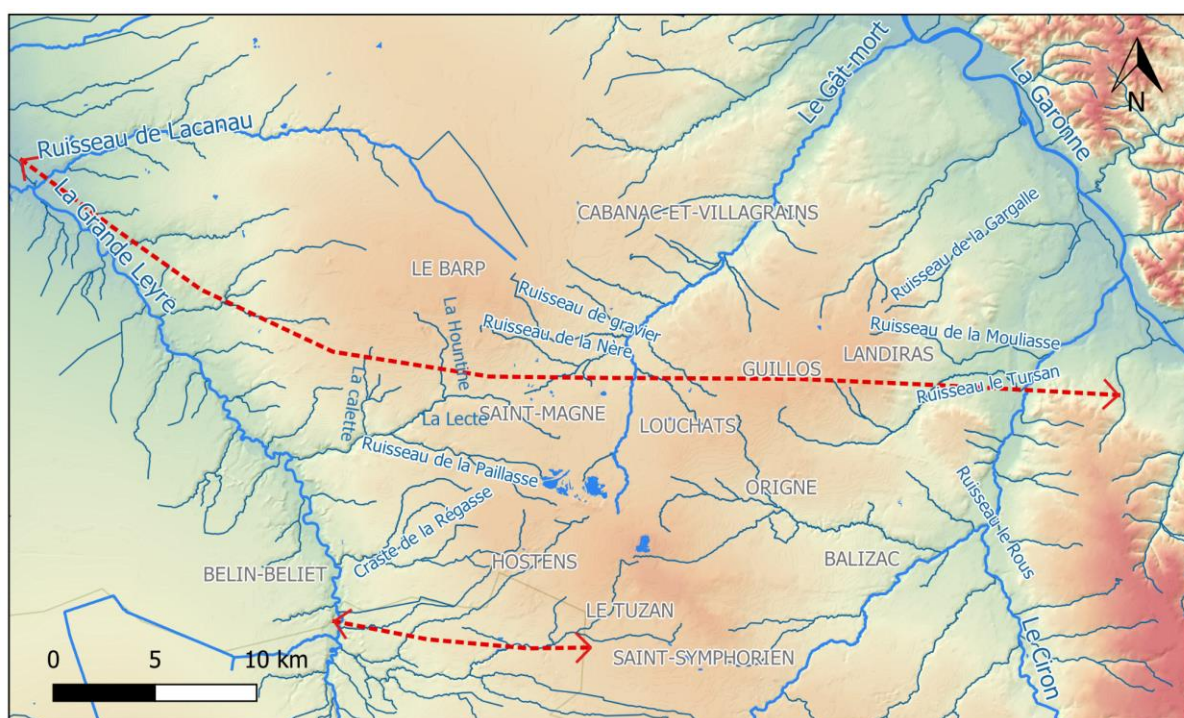 Ruisseau de Lacanau
Le Gât-mort
La Garonne
N
La Grande Leyre
CABANAC-ET-VILLAGRAINS
Ruisseau de la Gargalle
LE BARP
La Hountine
Ruisseau de gravier
Ruisseau de la Nère
Ruisseau de la Mouliasse
LANDIRAS
GUILLOS
Ruisseau le Tursan
La calette
La Lecte
SAINT-MAGNE
LOUCHATS
Ruisseau de la Paillasse
ORIGNE
Craste de la Régasse
Ruisseau le Rous
HOSTENS
BALIZAC
BELIN-BELIET
LE TUZAN
SAINT-SYMPHORIEN
Le Ciron
0 5 10 km